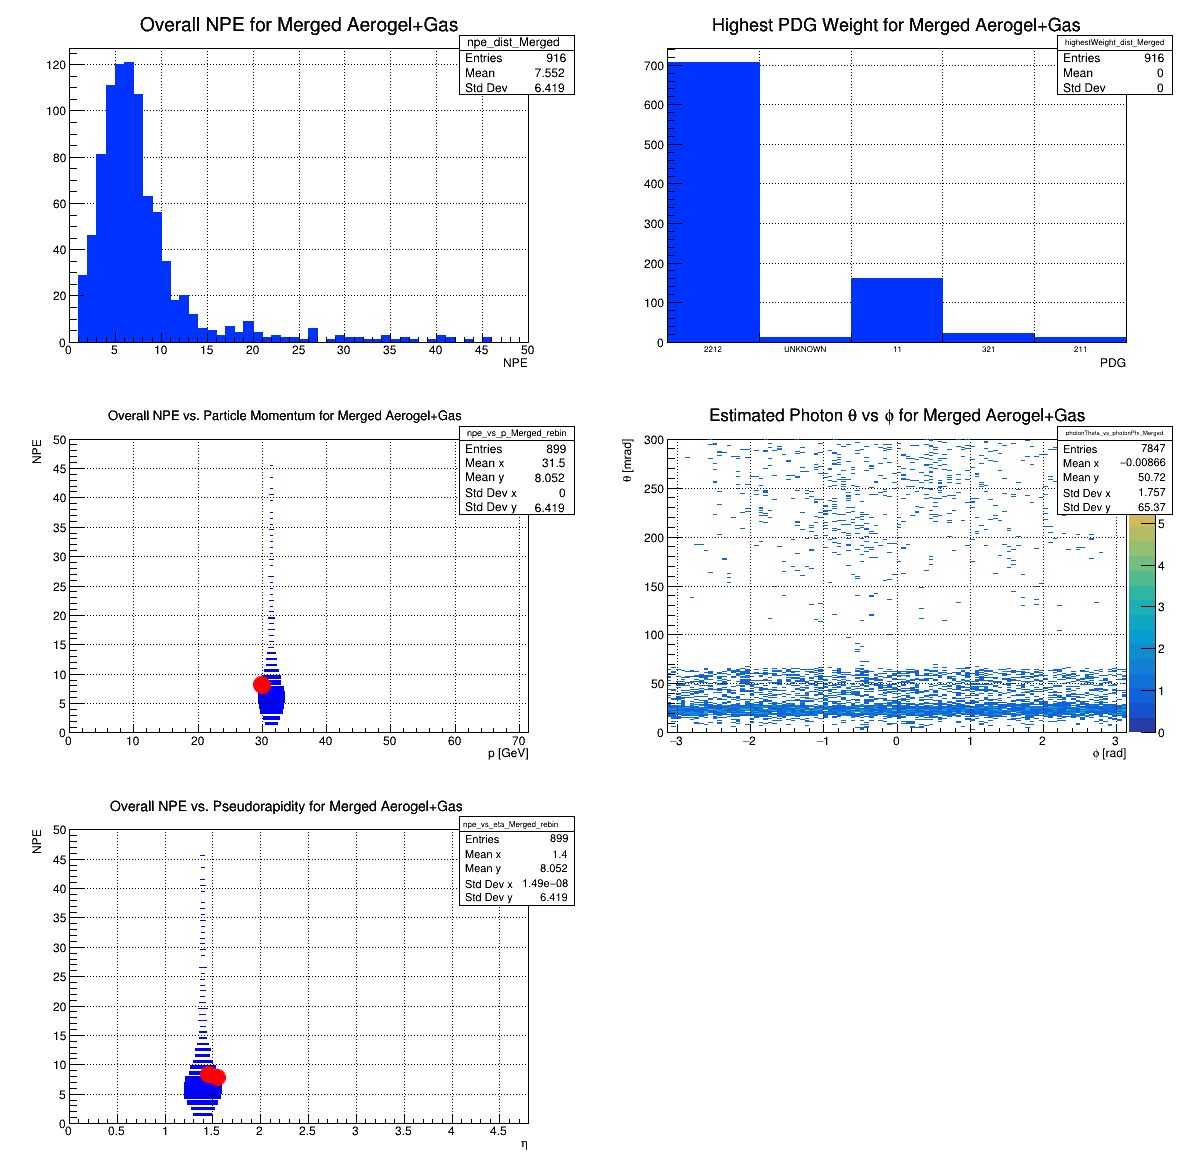 Overall NPE for Merged Aerogel+Gas
npe_dist_Merged
Entries 916
Mean 7.552
Std Dev 6.419
120
100
80
60
40
20
0
0 5 10 15 20 25 30 35 40 45 50
NPE
Highest PDG Weight for Merged Aerogel+Gas
highestWeight_dist_Merged
Entries 916
Mean 0
Std Dev 0
700
600
500
400
300
200
100
0
2212 UNKNOWN 11 321 211
PDG
Overall NPE vs. Particle Momentum for Merged Aerogel+Gas
npe_vs_p_Merged_rebin
Entries 899
Mean x 31.5
Mean y 8.052
Std Dev x 0
Std Dev y 6.419
NPE
50
45
40
35
30
25
20
15
10
5
0
0 10 20 30 40 50 60 70
p [GeV]
Estimated Photon θ vs ϕ for Merged Aerogel+Gas
photonTheta_vs_photonPhi_Merged
Entries 7847
Mean x −0.00866
Mean y 50.72
Std Dev x 1.757
Std Dev y 65.37
θ [mrad]
300
250
200
150
100
50
0
−3 −2 −1 0 1 2 3
ϕ [rad]
5
4
3
2
1
0
Overall NPE vs. Pseudorapidity for Merged Aerogel+Gas
npe_vs_eta_Merged_rebin
Entries 899
Mean x 1.4
Mean y 8.052
Std Dev x 1.49e−08
Std Dev y 6.419
NPE
50
45
40
35
30
25
20
15
10
5
0
0 0.5 1 1.5 2 2.5 3 3.5 4 4.5
η